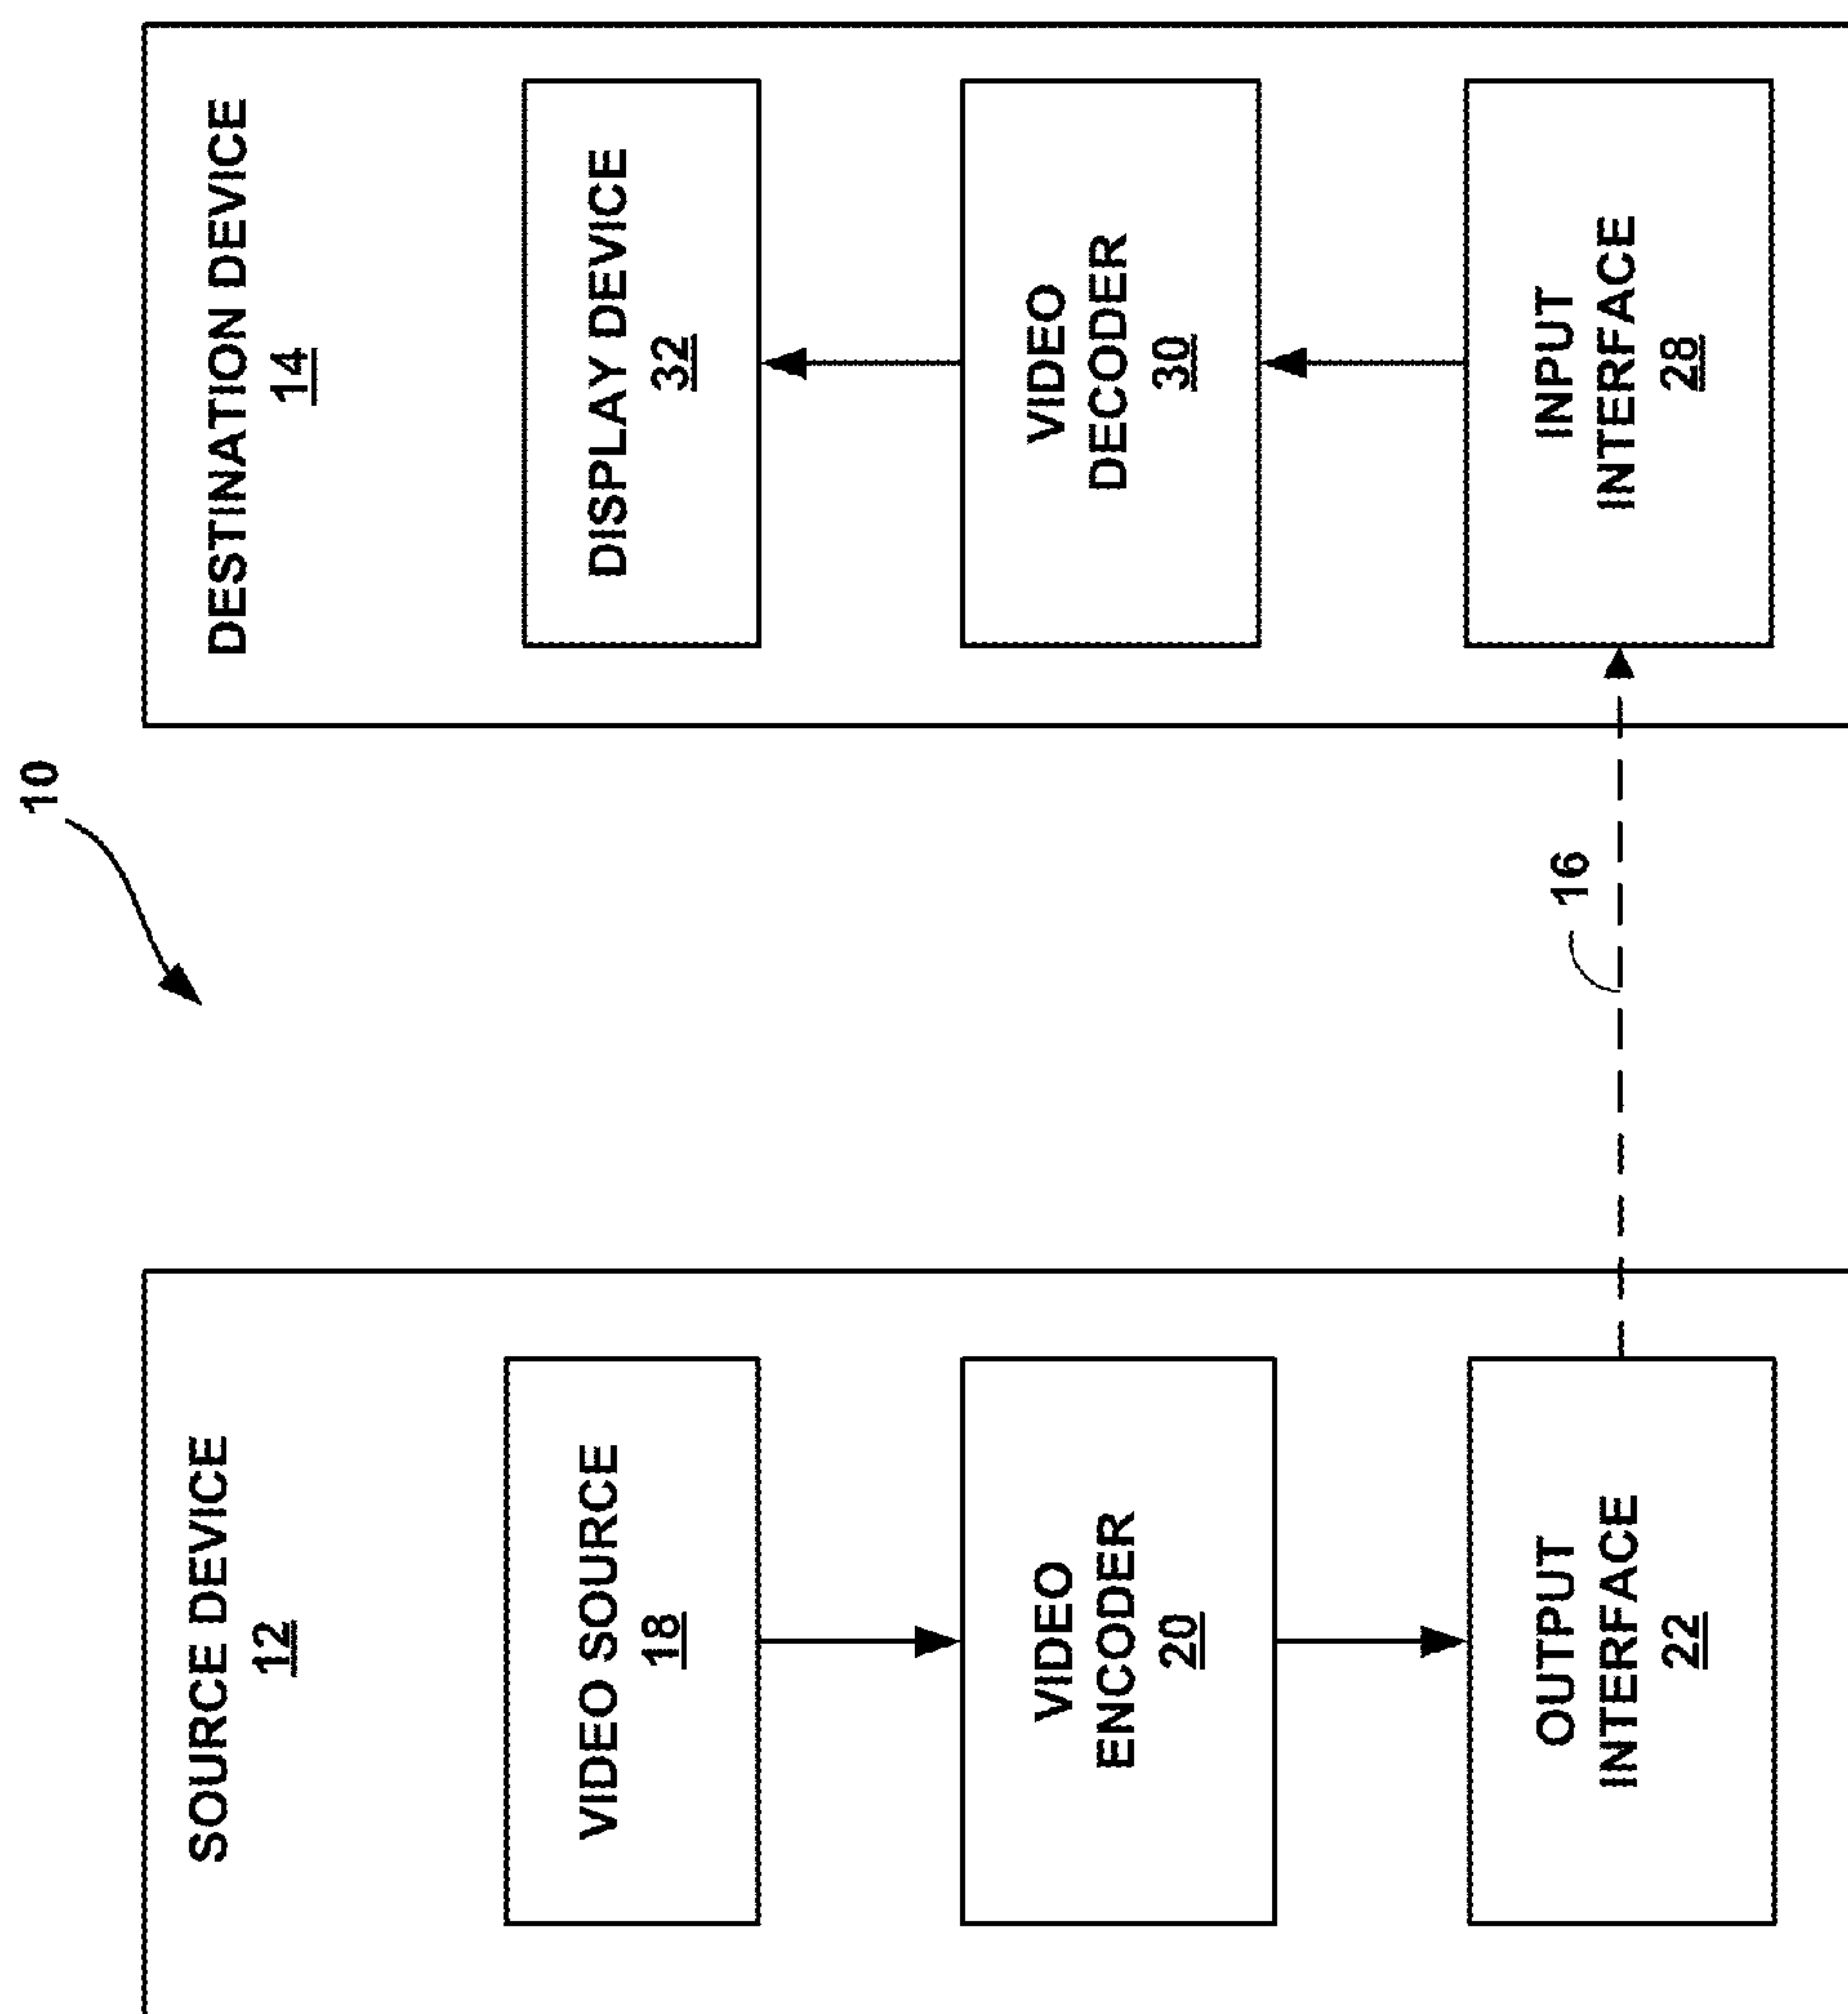 10
SOURCE DEVICE
12
VIDEO SOURCE
18
VIDEO
ENCODER
20
OUTPUT
INTERFACE
22
16
DESTINATION DEVICE
14
DISPLAY DEVICE
32
VIDEO
DECODER
30
INPUT
INTERFACE
28